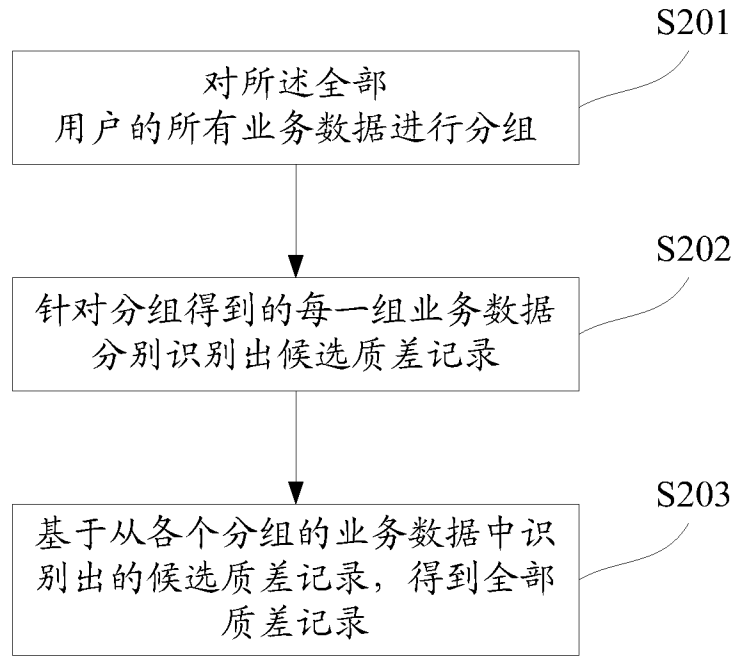 S201
对所述全部
用户的所有业务数据进行分组
S202
针对分组得到的每一组业务数据
分别识别出候选质差记录
S203
基于从各个分组的业务数据中识
别出的候选质差记录，得到全部
质差记录